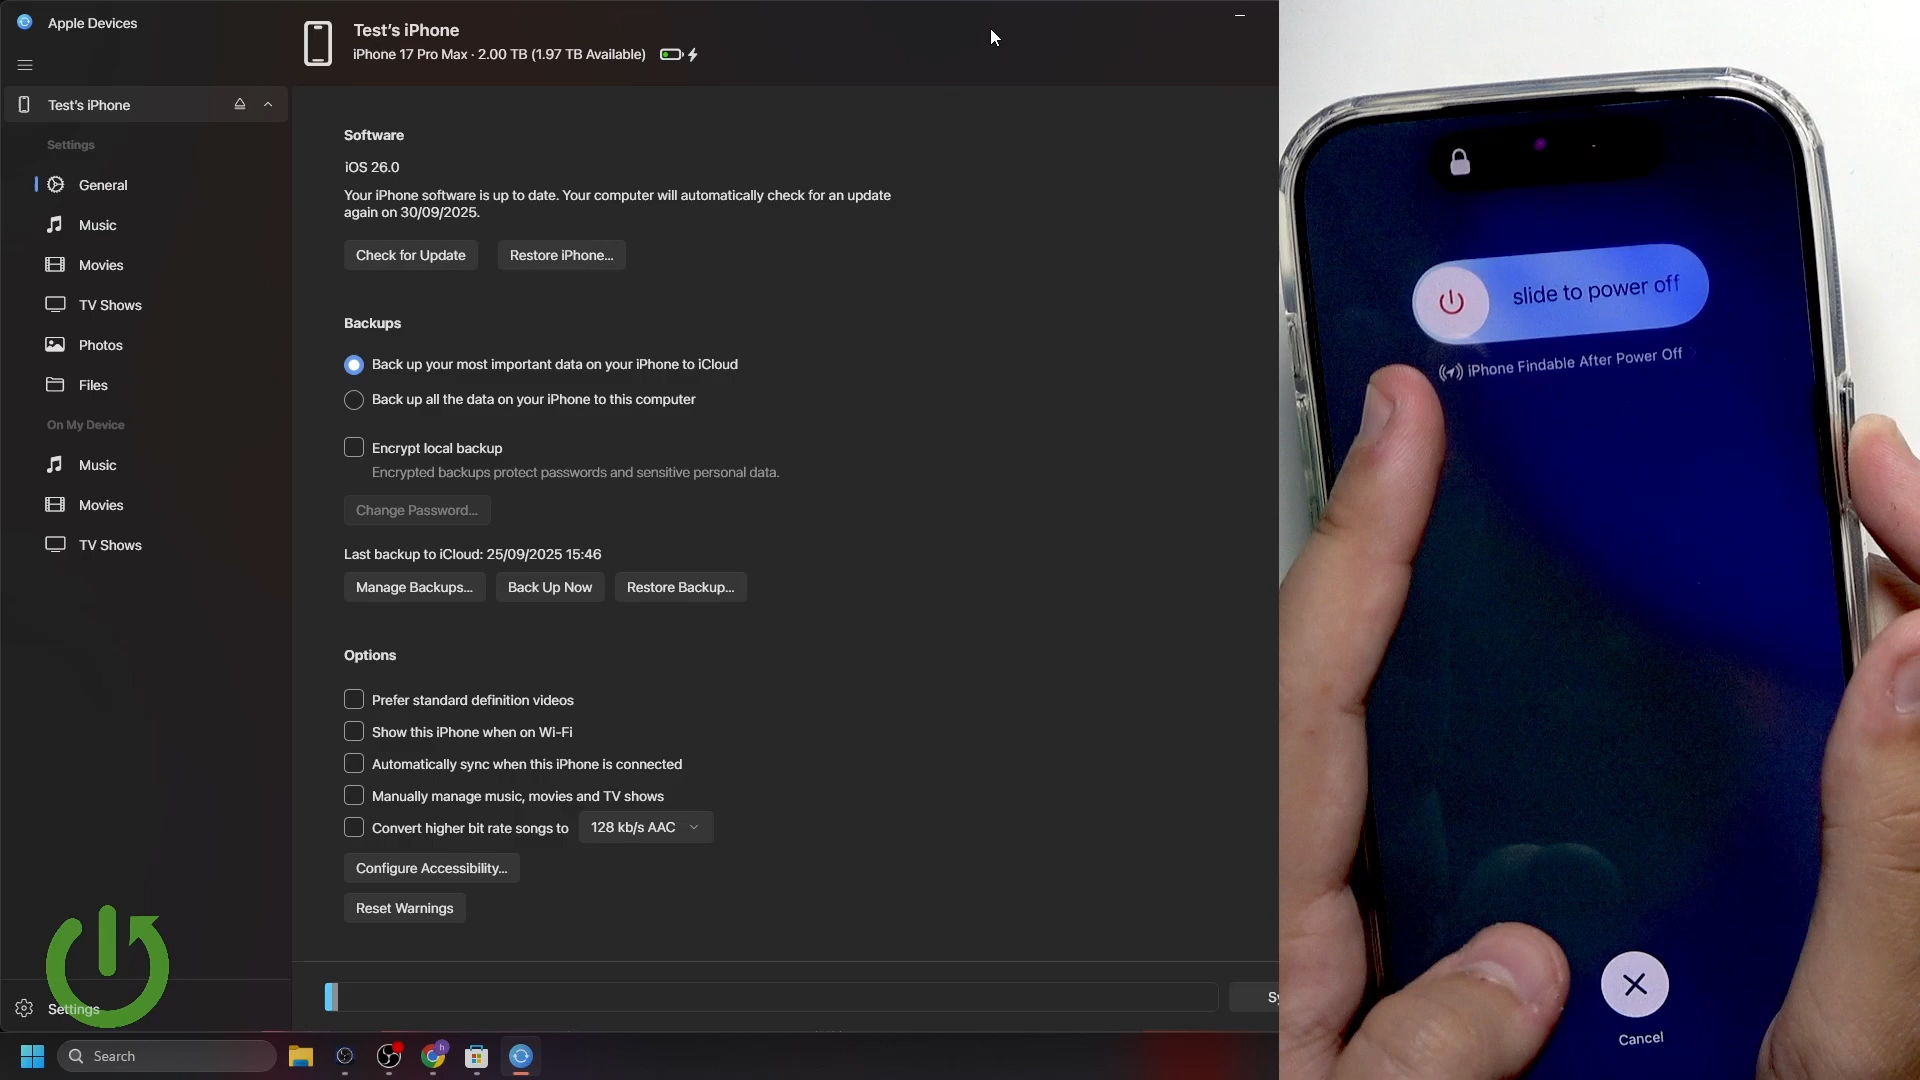 Apple Devices
Test's iPhone
iPhone 17 Pro Max · 2.00 TB (1.97 TB Available)
Test's iPhone
Settings
General
Music
Movies
TV Shows
Photos
Files
On My Device
Music
Movies
TV Shows
Settings
Software
iOS 26.0
Your iPhone software is up to date. Your computer will automatically check for an update
again on 30/09/2025.
Check for Update
Restore iPhone...
Backups
Back up your most important data on your iPhone to iCloud
Back up all the data on your iPhone to this computer
Encrypt local backup
Encrypted backups protect passwords and sensitive personal data.
Change Password...
Last backup to iCloud: 25/09/2025 15:46
Manage Backups...
Back Up Now
Restore Backup...
Options
Prefer standard definition videos
Show this iPhone when on Wi-Fi
Automatically sync when this iPhone is connected
Manually manage music, movies and TV shows
Convert higher bit rate songs to
128 kb/s AAC
Configure Accessibility...
Reset Warnings
Search
h
slide to power off
iPhone Findable After Power Off
Cancel